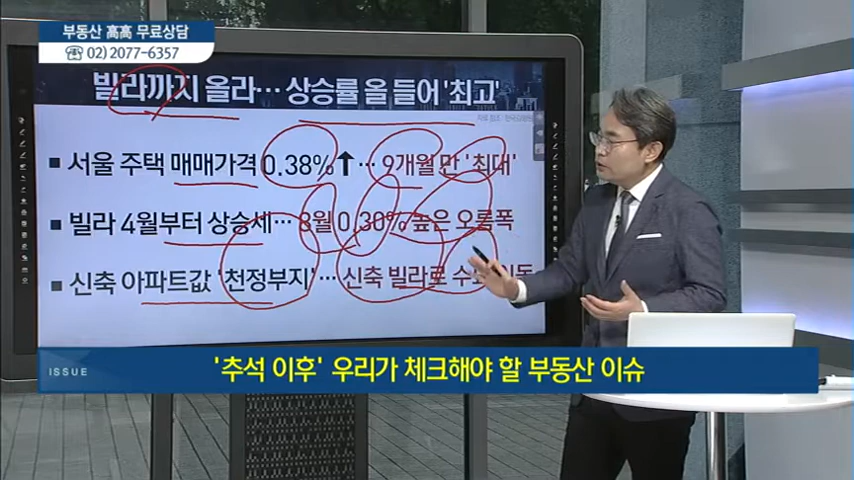 부동산 高高 무료상담
☎ 02) 2077-6357
빌라까지 올라… 상승률 올 들어 '최고'
■ 서울 주택 매매가격 0.38%↑… 9개월 만 '최대'
■ 빌라 4월부터 상승세… 8월 0.30% 높은 오름폭
■ 신축 아파트값 '천정부지'… 신축 빌라로 수요 이동
ISSUE
'추석 이후' 우리가 체크해야 할 부동산 이슈